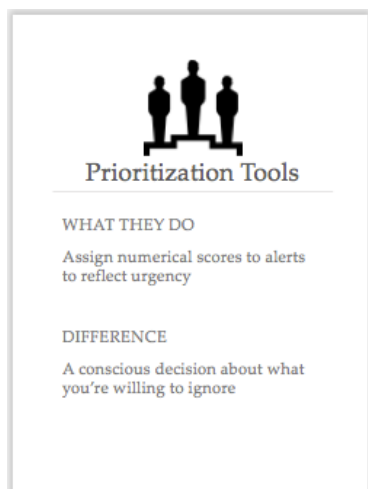 Prioritization Tools
WHAT THEY DO
Assign numerical scores to alerts
to reflect urgency
DIFFERENCE
A conscious decision about what
you're willing to ignore